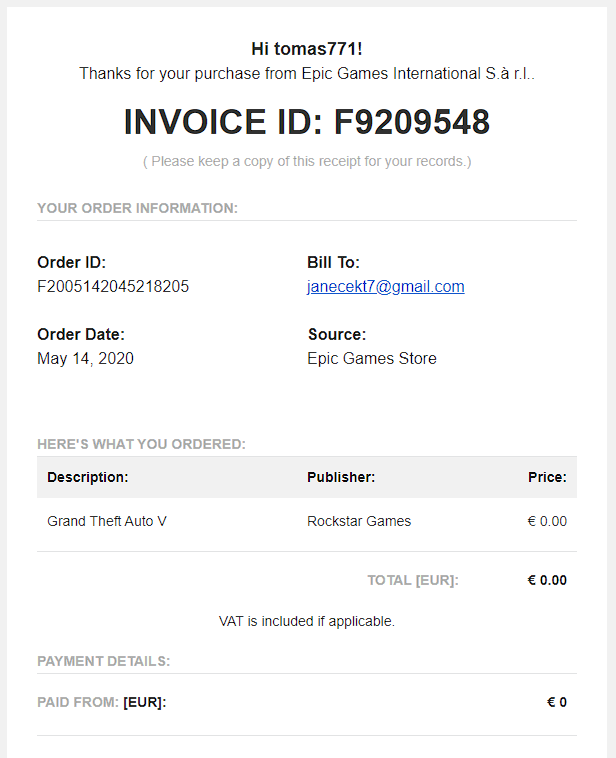 Hi tomas771!
Thanks for your purchase from Epic Games International S.à r.l..
INVOICE ID: F9209548
( Please keep a copy of this receipt for your records.)
YOUR ORDER INFORMATION:
Order ID: Bill To:
F2005142045218205 janecekt7@gmail.com
Order Date: Source:
May 14, 2020 Epic Games Store
HERE'S WHAT YOU ORDERED:
Description: Publisher: Price:
Grand Theft Auto V Rockstar Games € 0.00
TOTAL [EUR]: € 0.00
VAT is included if applicable.
PAYMENT DETAILS:
PAID FROM: [EUR]: € 0